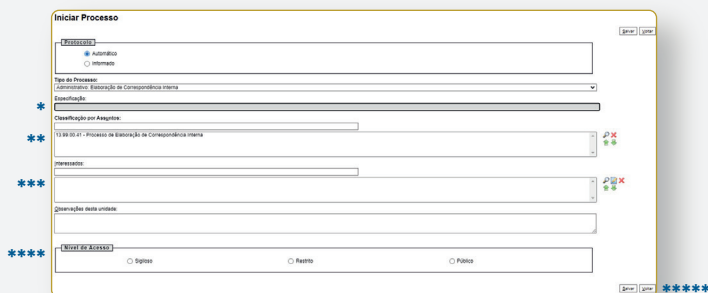 Iniciar Processo
Salvar Voltar
Protocolo
Automático
Informado
Tipo do Processo:
Administrativo: Elaboração de Correspondência Interna
* Especificação:
Classificação por Assuntos:
** 13.99.00.41 - Processo de Elaboração de Correspondência Interna
Interessados:
***
Observações desta unidade:
Nível de Acesso
**** Sigiloso Restrito Público
Salvar Voltar *****